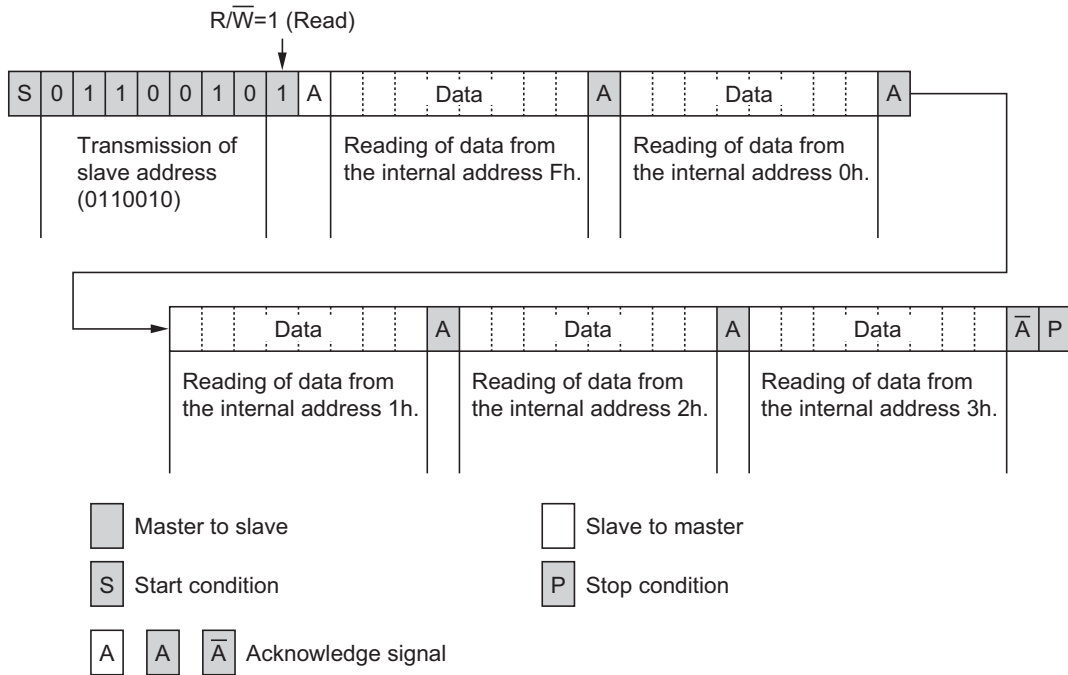 R/W̅=1 (Read)
S 0 1 1 0 0 1 0 1 A Data A Data A
Transmission of
slave address
(0110010)
Reading of data from
the internal address Fh.
Reading of data from
the internal address 0h.
Data A Data A Data A̅ P
Reading of data from
the internal address 1h.
Reading of data from
the internal address 2h.
Reading of data from
the internal address 3h.
Master to slave
Slave to master
S Start condition
P Stop condition
A A A̅ Acknowledge signal